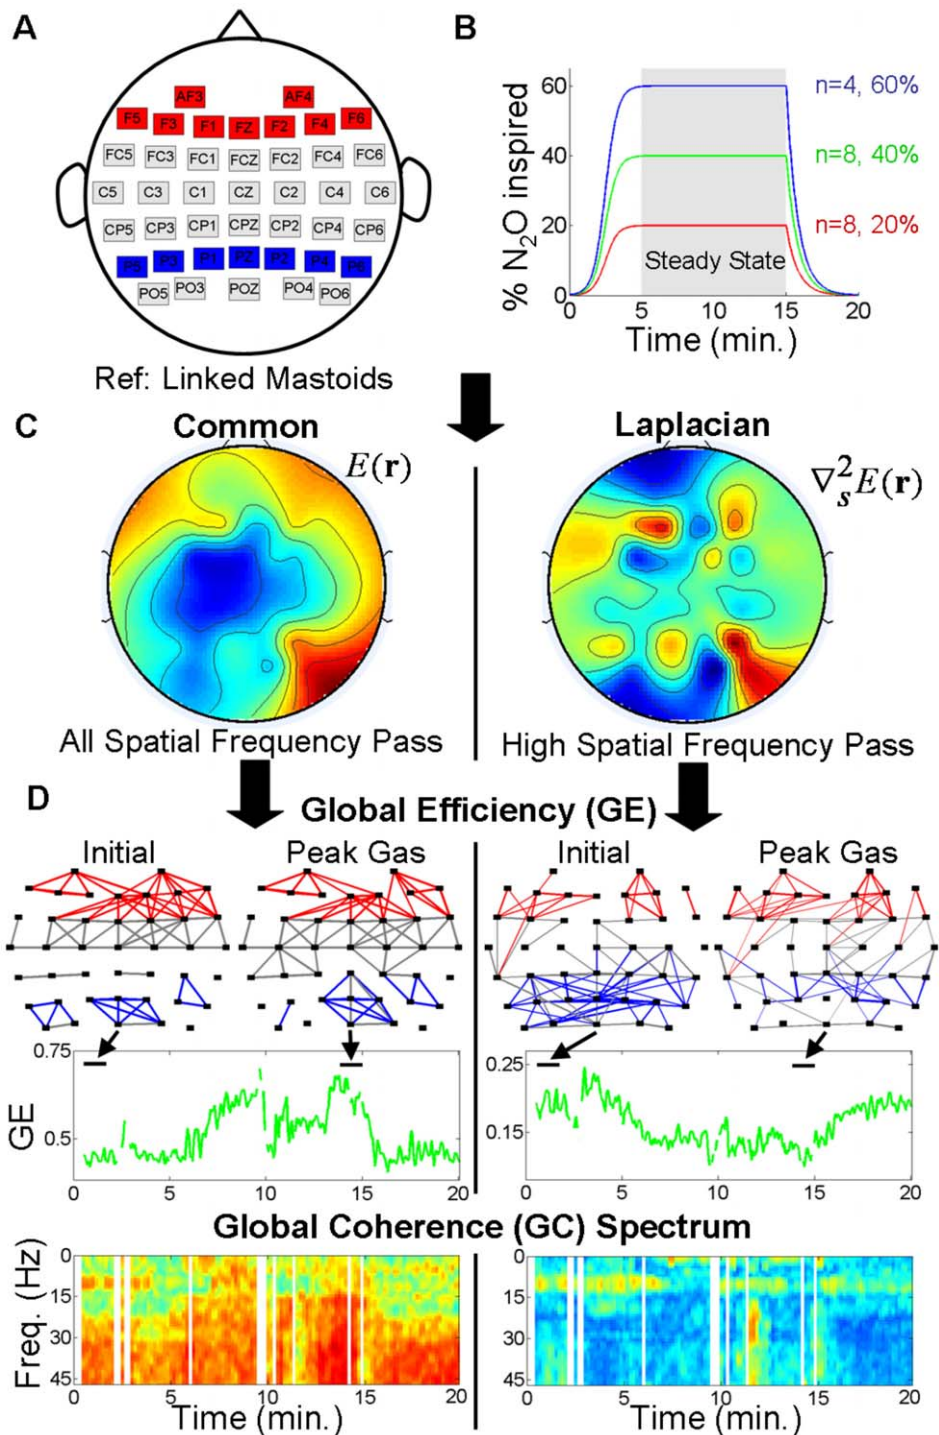 A
AF3 AF4
F5 F3 F1 FZ F2 F4 F6
FC5 FC3 FC1 FCZ FC2 FC4 FC6
C5 C3 C1 CZ C2 C4 C6
CP5 CP3 CP1 CPZ CP2 CP4 CP6
P5 P3 P1 PZ P2 P4 P6
PO5 PO3 POZ PO4 PO6
Ref: Linked Mastoids
B
% N2O inspired
60
40
20
0
n=4, 60%
n=8, 40%
n=8, 20%
Steady State
0 5 10 15 20
Time (min.)
C
Common
E(r)
All Spatial Frequency Pass
Laplacian
∇²ₛE(r)
High Spatial Frequency Pass
D
Global Efficiency (GE)
Initial Peak Gas Initial Peak Gas
GE
0.75
0.5
0 5 10 15 20
0.25
0.15
0 5 10 15 20
Global Coherence (GC) Spectrum
Freq. (Hz)
0
15
30
45
0 5 10 15 20
Time (min.)
0
15
30
45
0 5 10 15 20
Time (min.)